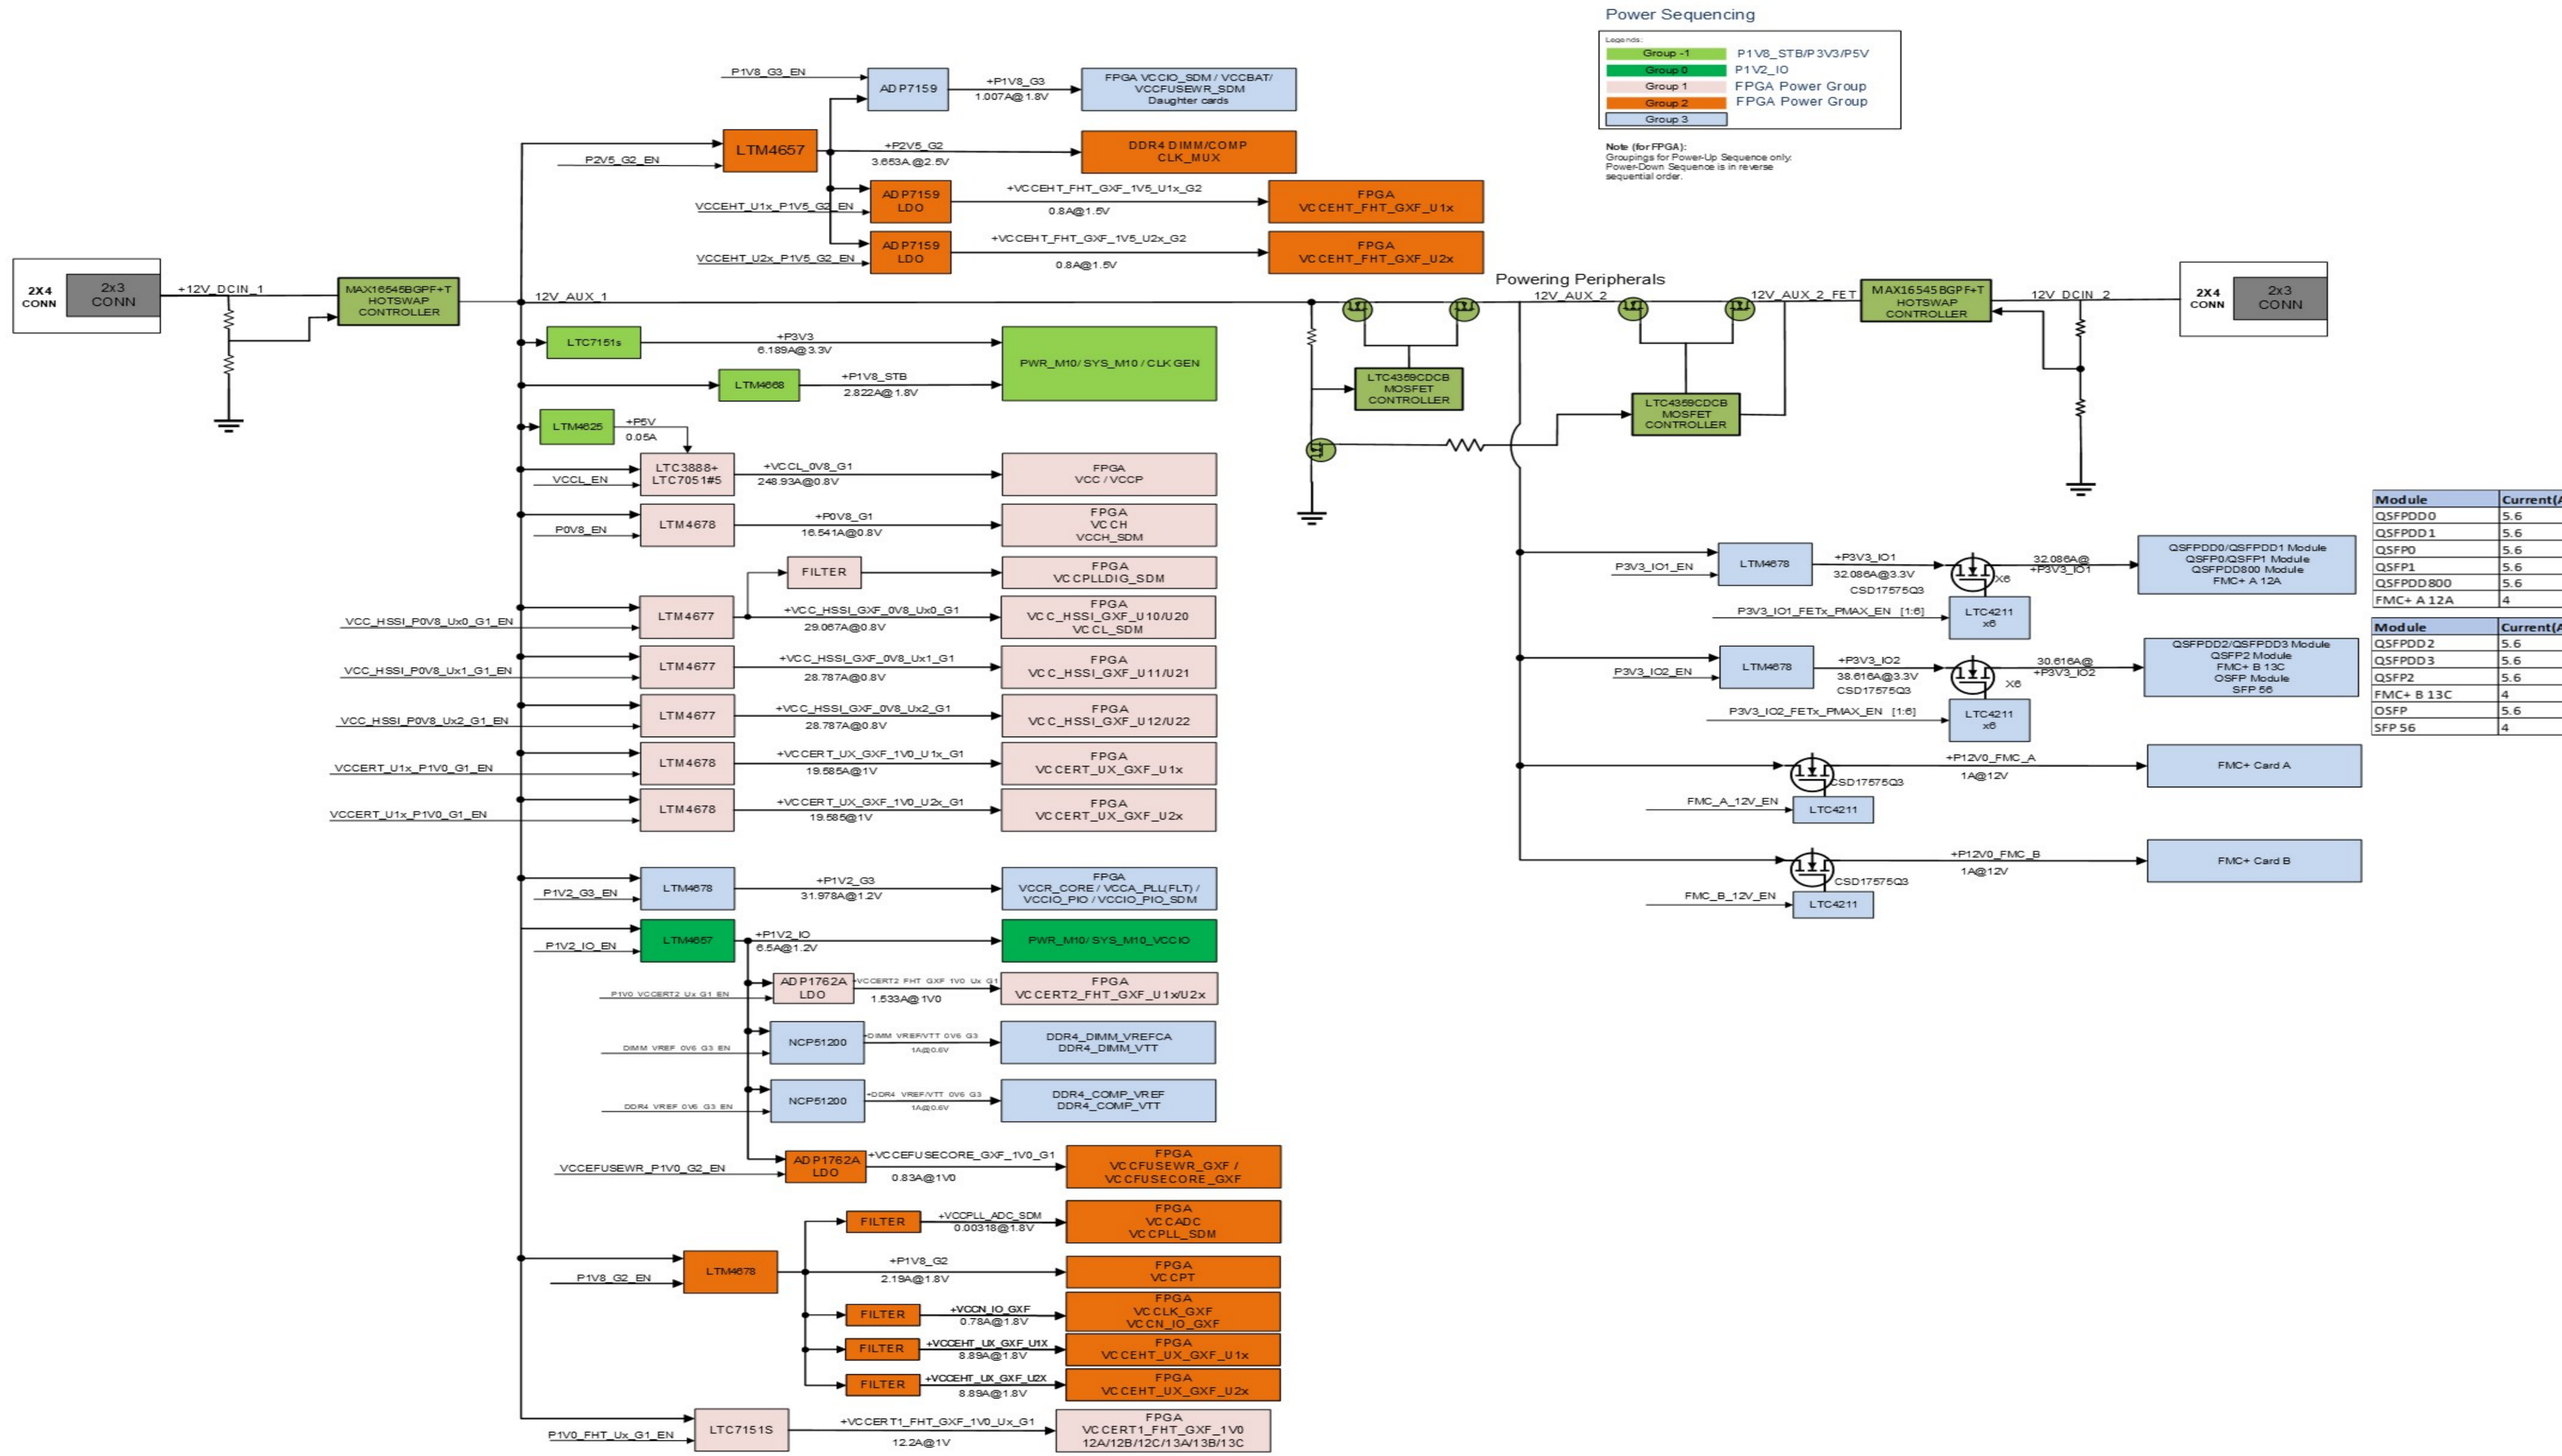 Power Sequencing
Legends:
Group -1 P1V8_STB/P3V3/P5V
Group 0 P1V2_IO
Group 1 FPGA Power Group
Group 2 FPGA Power Group
Group 3
Note (for FPGA):
Groupings for Power-Up Sequence only.
Power-Down Sequence is in reverse
sequential order.
P1V8_G3_EN
ADP7159
+P1V8_G3
1.007A@1.8V
FPGA VCCIO_SDM / VCCBAT/
VCCFUSEWR_SDM
Daughter cards
P2V5_G2_EN
LTM4657
+P2V5_G2
3.653A@2.5V
DDR4 DIMM/COMP
CLK_MUX
VCCEHT_U1x_P1V5_G2_EN
ADP7159
LDO
+VCCEHT_FHT_GXF_1V5_U1x_G2
0.8A@1.5V
FPGA
VCCEHT_FHT_GXF_U1x
VCCEHT_U2x_P1V5_G2_EN
ADP7159
LDO
+VCCEHT_FHT_GXF_1V5_U2x_G2
0.8A@1.5V
FPGA
VCCEHT_FHT_GXF_U2x
2X4
CONN
2x3
CONN
+12V_DCIN_1
MAX16545BGPF+T
HOTSWAP
CONTROLLER
12V_AUX_1
Powering Peripherals
12V_AUX_2
12V_AUX_2_FET
MAX16545BGPF+T
HOTSWAP
CONTROLLER
12V_DCIN_2
2X4
CONN
2x3
CONN
LTC7151s
+P3V3
6.189A@3.3V
PWR_M10/ SYS_M10 / CLK GEN
LTM4668
+P1V8_STB
2.822A@1.8V
LTC4359CDCB
MOSFET
CONTROLLER
LTC4359CDCB
MOSFET
CONTROLLER
LTM4625
+P5V
0.05A
VCCL_EN
LTC3888+
LTC7051#5
+VCCL_0V8_G1
248.93A@0.8V
FPGA
VCC / VCCP
P0V8_EN
LTM4678
+P0V8_G1
16.541A@0.8V
FPGA
VCCH
VCCH_SDM
FILTER
FPGA
VCCPLLDIG_SDM
VCC_HSSI_P0V8_Ux0_G1_EN
LTM4677
+VCC_HSSI_GXF_0V8_Ux0_G1
29.067A@0.8V
FPGA
VCC_HSSI_GXF_U10/U20
VCCL_SDM
VCC_HSSI_P0V8_Ux1_G1_EN
LTM4677
+VCC_HSSI_GXF_0V8_Ux1_G1
28.787A@0.8V
FPGA
VCC_HSSI_GXF_U11/U21
VCC_HSSI_P0V8_Ux2_G1_EN
LTM4677
+VCC_HSSI_GXF_0V8_Ux2_G1
28.787A@0.8V
FPGA
VCC_HSSI_GXF_U12/U22
VCCERT_U1x_P1V0_G1_EN
LTM4678
+VCCERT_UX_GXF_1V0_U1x_G1
19.585A@1V
FPGA
VCCERT_UX_GXF_U1x
VCCERT_U1x_P1V0_G1_EN
LTM4678
+VCCERT_UX_GXF_1V0_U2x_G1
19.585@1V
FPGA
VCCERT_UX_GXF_U2x
P1V2_G3_EN
LTM4678
+P1V2_G3
31.978A@1.2V
FPGA
VCCR_CORE / VCCA_PLL(FLT) /
VCCIO_PIO / VCCIO_PIO_SDM
P1V2_IO_EN
LTM4657
+P1V2_IO
6.5A@1.2V
PWR_M10/ SYS_M10_VCCIO
P1V0_VCCERT2_Ux_G1_EN
ADP1762A
LDO
+VCCERT2_FHT_GXF_1V0_Ux_G1
1.533A@1V0
FPGA
VCCERT2_FHT_GXF_U1x/U2x
DIMM_VREF_0V6_G3_EN
NCP51200
+DIMM_VREF/VTT_0V6_G3
1A@0.6V
DDR4_DIMM_VREFCA
DDR4_DIMM_VTT
DDR4_VREF_0V6_G3_EN
NCP51200
+DDR4_VREF/VTT_0V6_G3
1A@0.6V
DDR4_COMP_VREF
DDR4_COMP_VTT
VCCEFUSEWR_P1V0_G2_EN
ADP1762A
LDO
+VCCEFUSECORE_GXF_1V0_G1
0.83A@1V0
FPGA
VCCFUSEWR_GXF /
VCCFUSECORE_GXF
FILTER
+VCCPLL_ADC_SDM
0.00318@1.8V
FPGA
VCCADC
VCCPLL_SDM
P1V8_G2_EN
LTM4678
+P1V8_G2
2.19A@1.8V
FPGA
VCCPT
FILTER
+VCCN_IO_GXF
0.78A@1.8V
FPGA
VCCLK_GXF
VCCN_IO_GXF
FILTER
+VCCEHT_UX_GXF_U1X
8.89A@1.8V
FPGA
VCCEHT_UX_GXF_U1x
FILTER
+VCCEHT_UX_GXF_U2X
8.89A@1.8V
FPGA
VCCEHT_UX_GXF_U2x
P1V0_FHT_Ux_G1_EN
LTC7151S
+VCCERT1_FHT_GXF_1V0_Ux_G1
12.2A@1V
FPGA
VCCERT1_FHT_GXF_1V0
12A/12B/12C/13A/13B/13C
P3V3_IO1_EN
LTM4678
+P3V3_IO1
32.086A@3.3V
CSD17575Q3
X6
32.086A@
+P3V3_IO1
QSFPDD0/QSFPDD1 Module
QSFP0/QSFP1 Module
QSFPDD800 Module
FMC+ A 12A
P3V3_IO1_FETx_PMAX_EN [1:6]
LTC4211
x6
P3V3_IO2_EN
LTM4678
+P3V3_IO2
38.616A@3.3V
CSD17575Q3
X6
30.616A@
+P3V3_IO2
QSFPDD2/QSFPDD3 Module
QSFP2 Module
FMC+ B 13C
OSFP Module
SFP 56
P3V3_IO2_FETx_PMAX_EN [1:6]
LTC4211
x6
CSD17575Q3
+P12V0_FMC_A
1A@12V
FMC+ Card A
FMC_A_12V_EN
LTC4211
CSD17575Q3
+P12V0_FMC_B
1A@12V
FMC+ Card B
FMC_B_12V_EN
LTC4211
Module Current(A
QSFPDD0 5.6
QSFPDD1 5.6
QSFP0 5.6
QSFP1 5.6
QSFPDD800 5.6
FMC+ A 12A 4
Module Current(A
QSFPDD2 5.6
QSFPDD3 5.6
QSFP2 5.6
FMC+ B 13C 4
OSFP 5.6
SFP 56 4